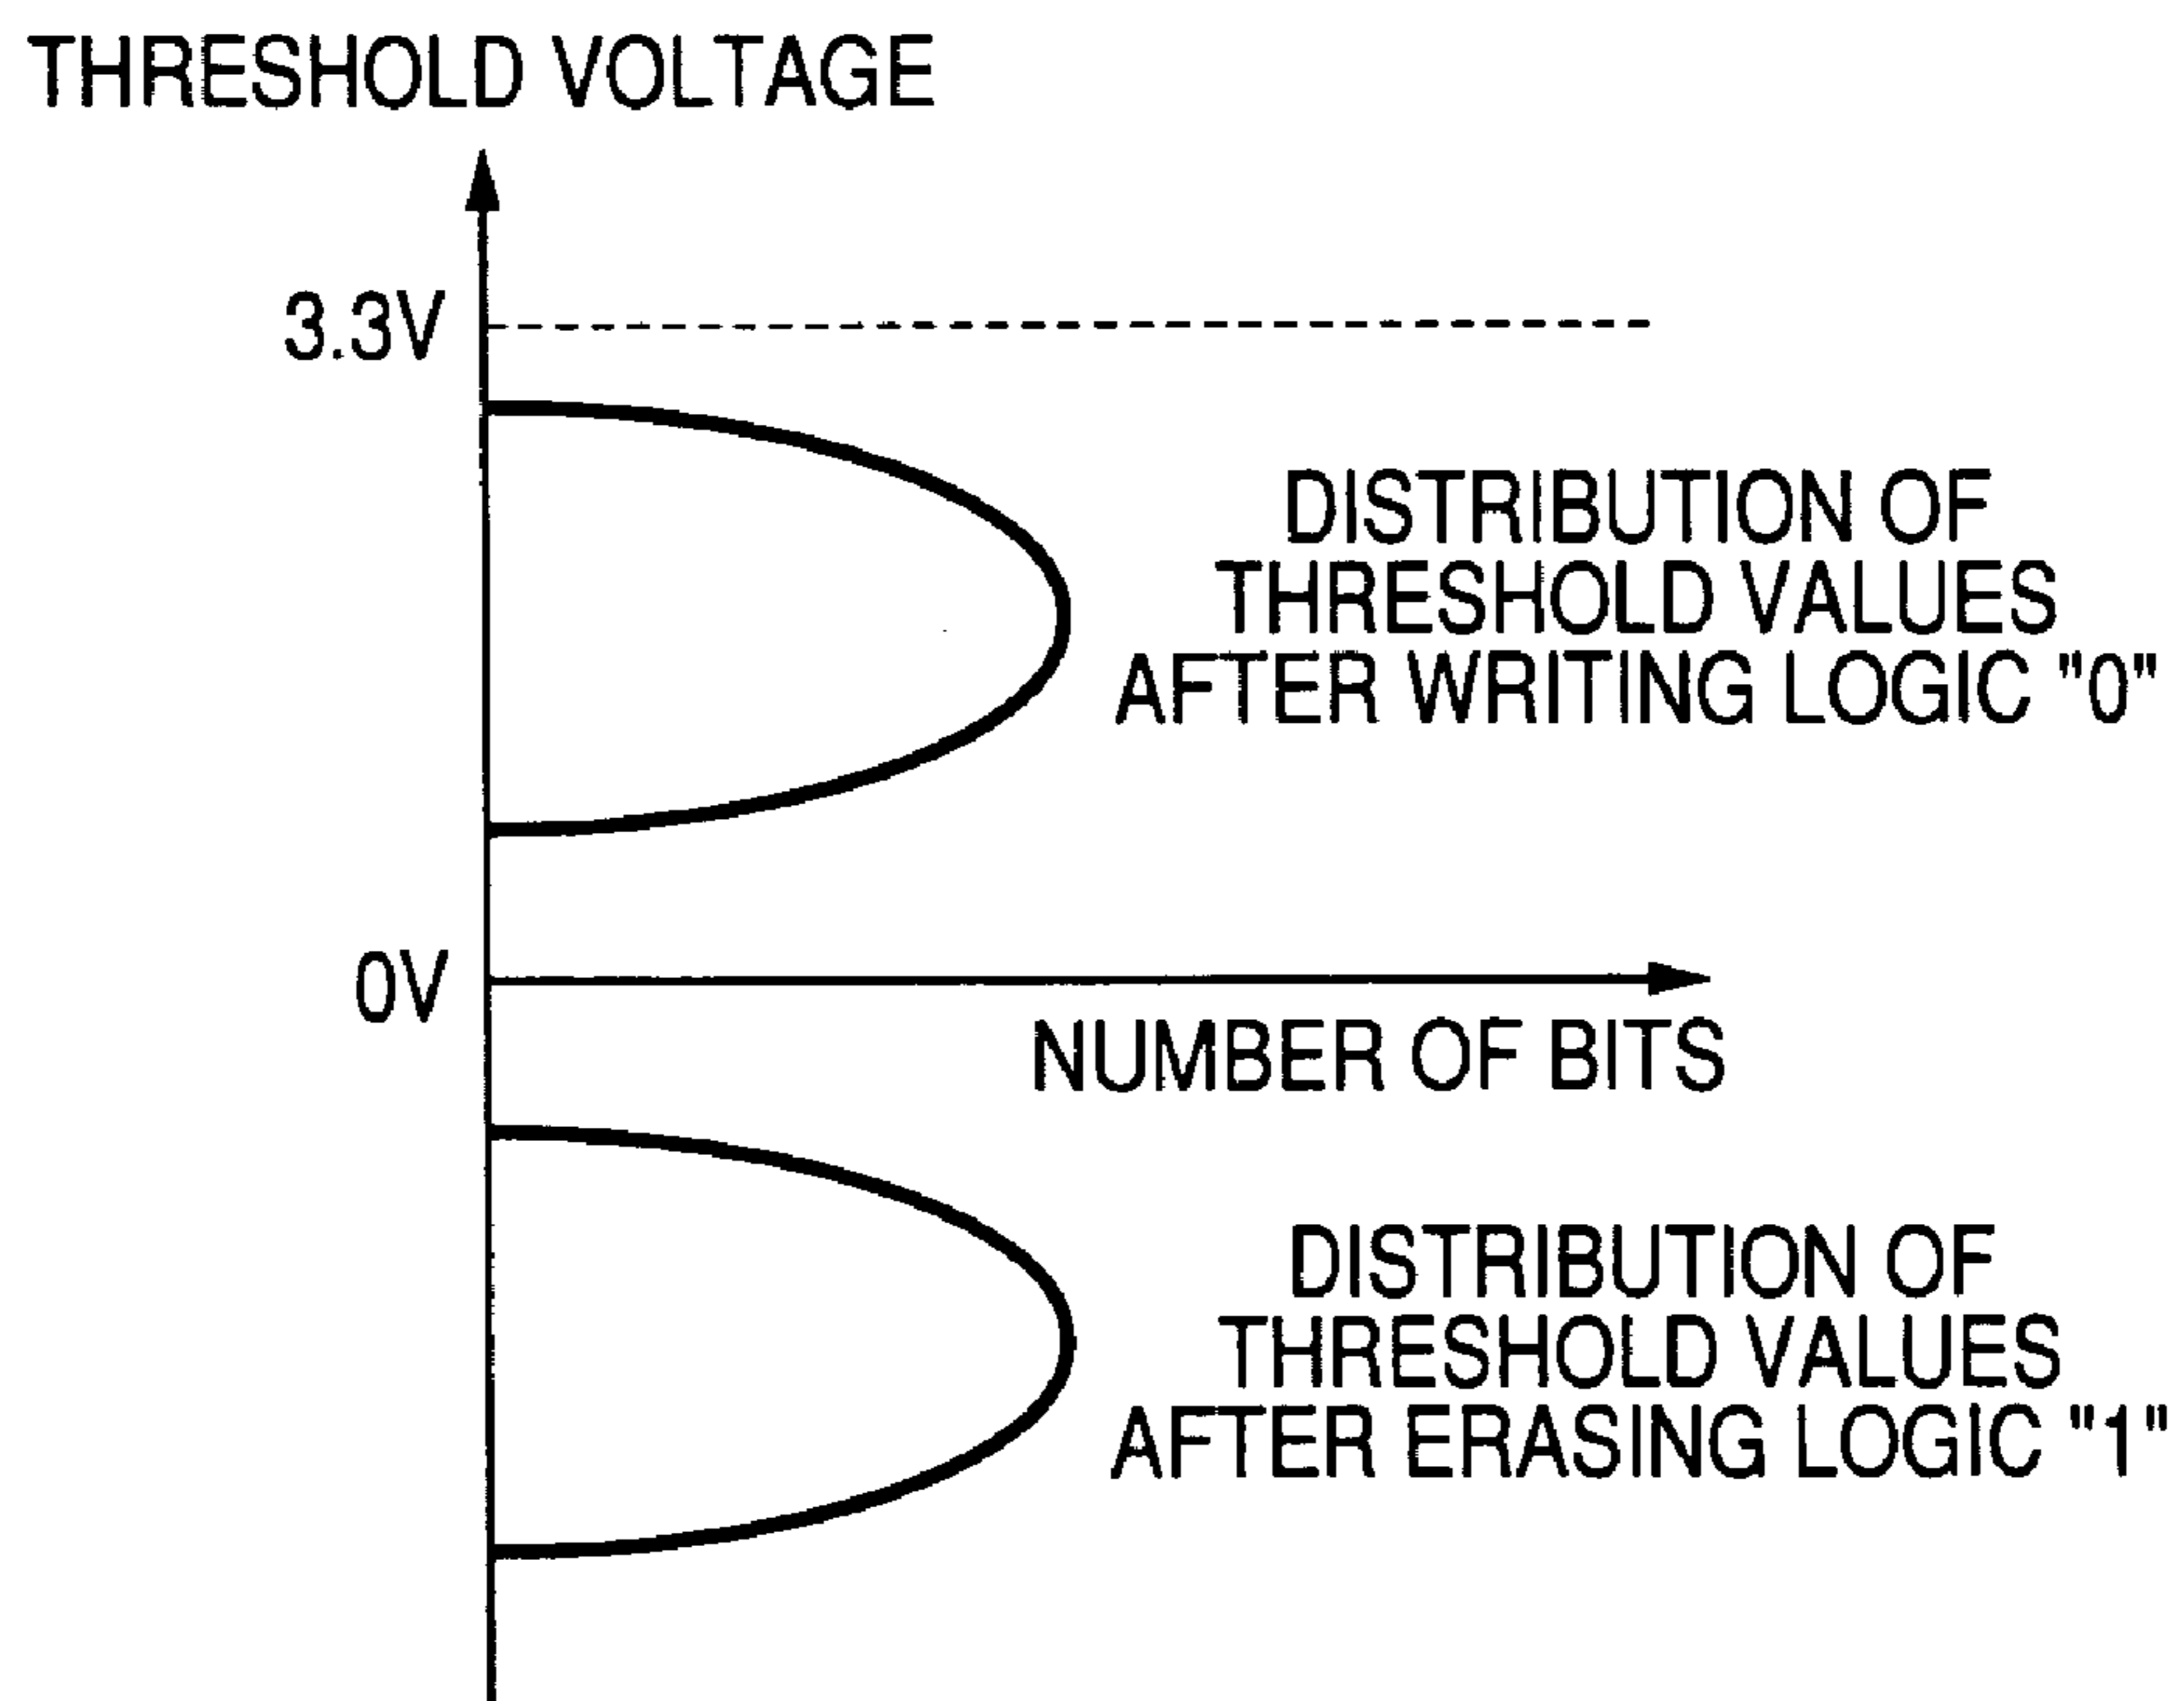 THRESHOLD VOLTAGE
3.3V
DISTRIBUTION OF
THRESHOLD VALUES
AFTER WRITING LOGIC "0"
0V
NUMBER OF BITS
DISTRIBUTION OF
THRESHOLD VALUES
AFTER ERASING LOGIC "1"